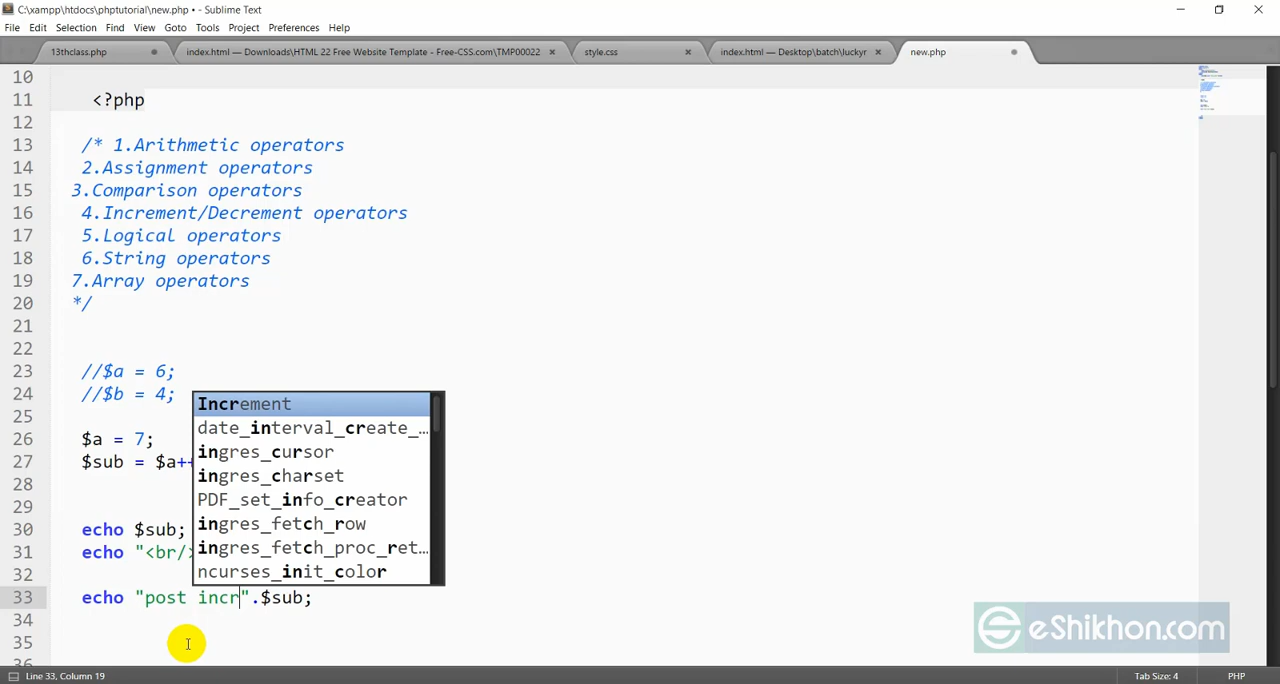 C:\xampp\htdocs\phptutorial\new.php • - Sublime Text
File Edit Selection Find View Goto Tools Project Preferences Help
13thclass.php index.html — Downloads\HTML 22 Free Website Template - Free-CSS.com\TMP00022 style.css index.html — Desktop\batch\luckyr new.php
10
11 <?php
12
13 /* 1.Arithmetic operators
14 2.Assignment operators
15 3.Comparison operators
16 4.Increment/Decrement operators
17 5.Logical operators
18 6.String operators
19 7.Array operators
20 */
21
22
23 //$a = 6;
24 //$b = 4;
25
26 $a = 7;
27 $sub = $a++
28
29
30 echo $sub;
31 echo "<br/>
32
33 echo "post incr".$sub;
34
35
36
Increment
date_interval_create_…
ingres_cursor
ingres_charset
PDF_set_info_creator
ingres_fetch_row
ingres_fetch_proc_ret…
ncurses_init_color
eShikhon.com
Line 33, Column 19 Tab Size: 4 PHP